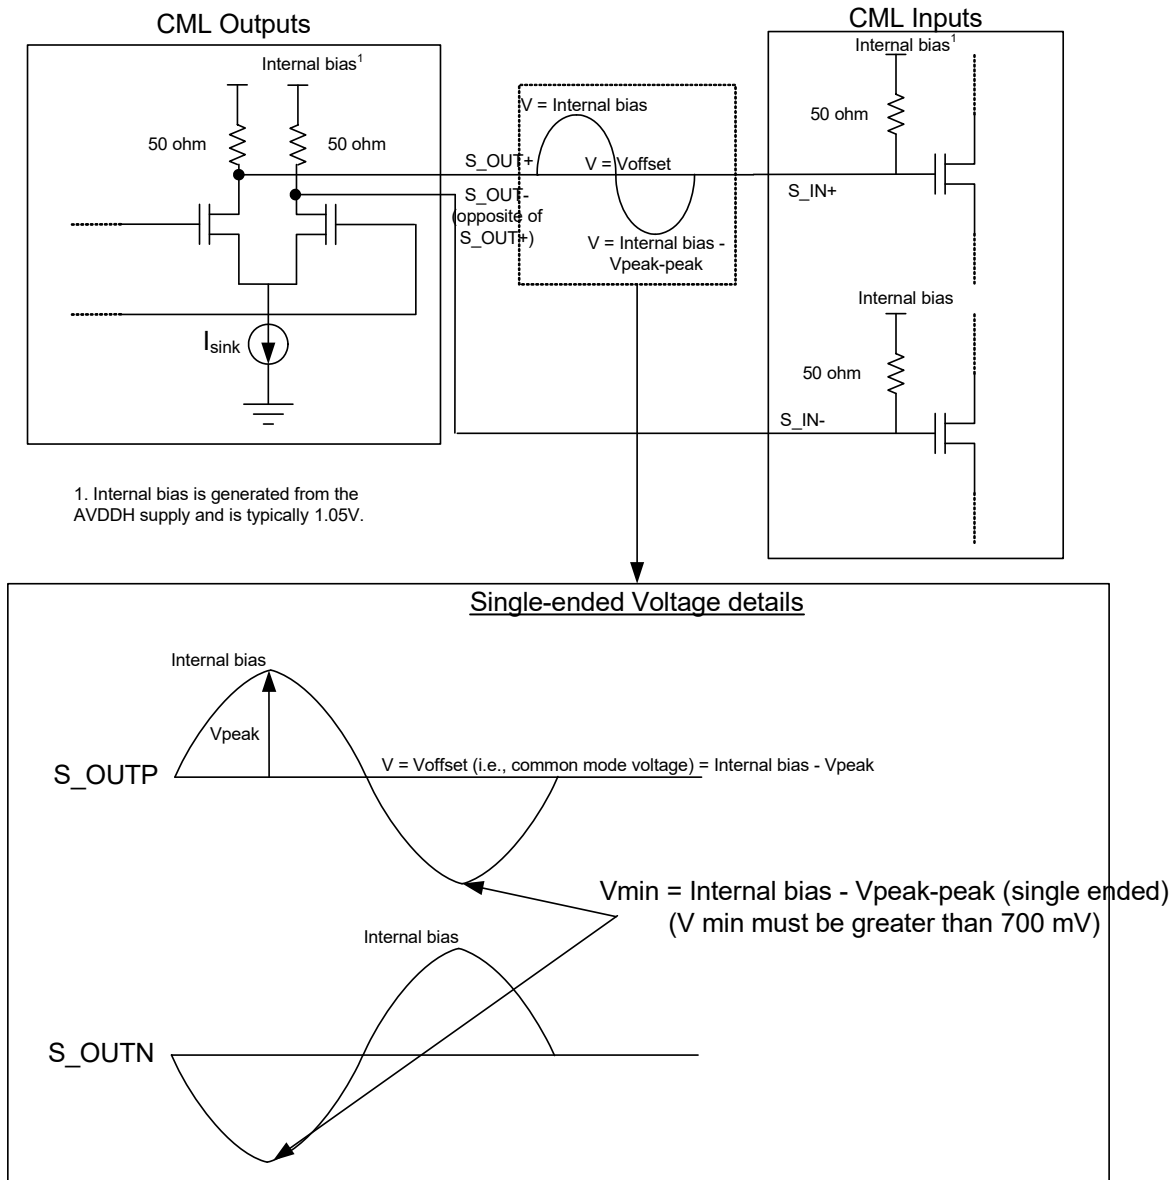 CML Outputs
CML Inputs
Internal bias1
50 ohm
50 ohm
Isink
V = Internal bias
S_OUT+
V = Voffset
S_OUT-
(opposite of
S_OUT+)
V = Internal bias -
Vpeak-peak
Internal bias1
50 ohm
S_IN+
Internal bias
50 ohm
S_IN-
1. Internal bias is generated from the
AVDDH supply and is typically 1.05V.
Single-ended Voltage details
Internal bias
Vpeak
S_OUTP
V = Voffset (i.e., common mode voltage) = Internal bias - Vpeak
Vmin = Internal bias - Vpeak-peak (single ended)
(V min must be greater than 700 mV)
Internal bias
S_OUTN